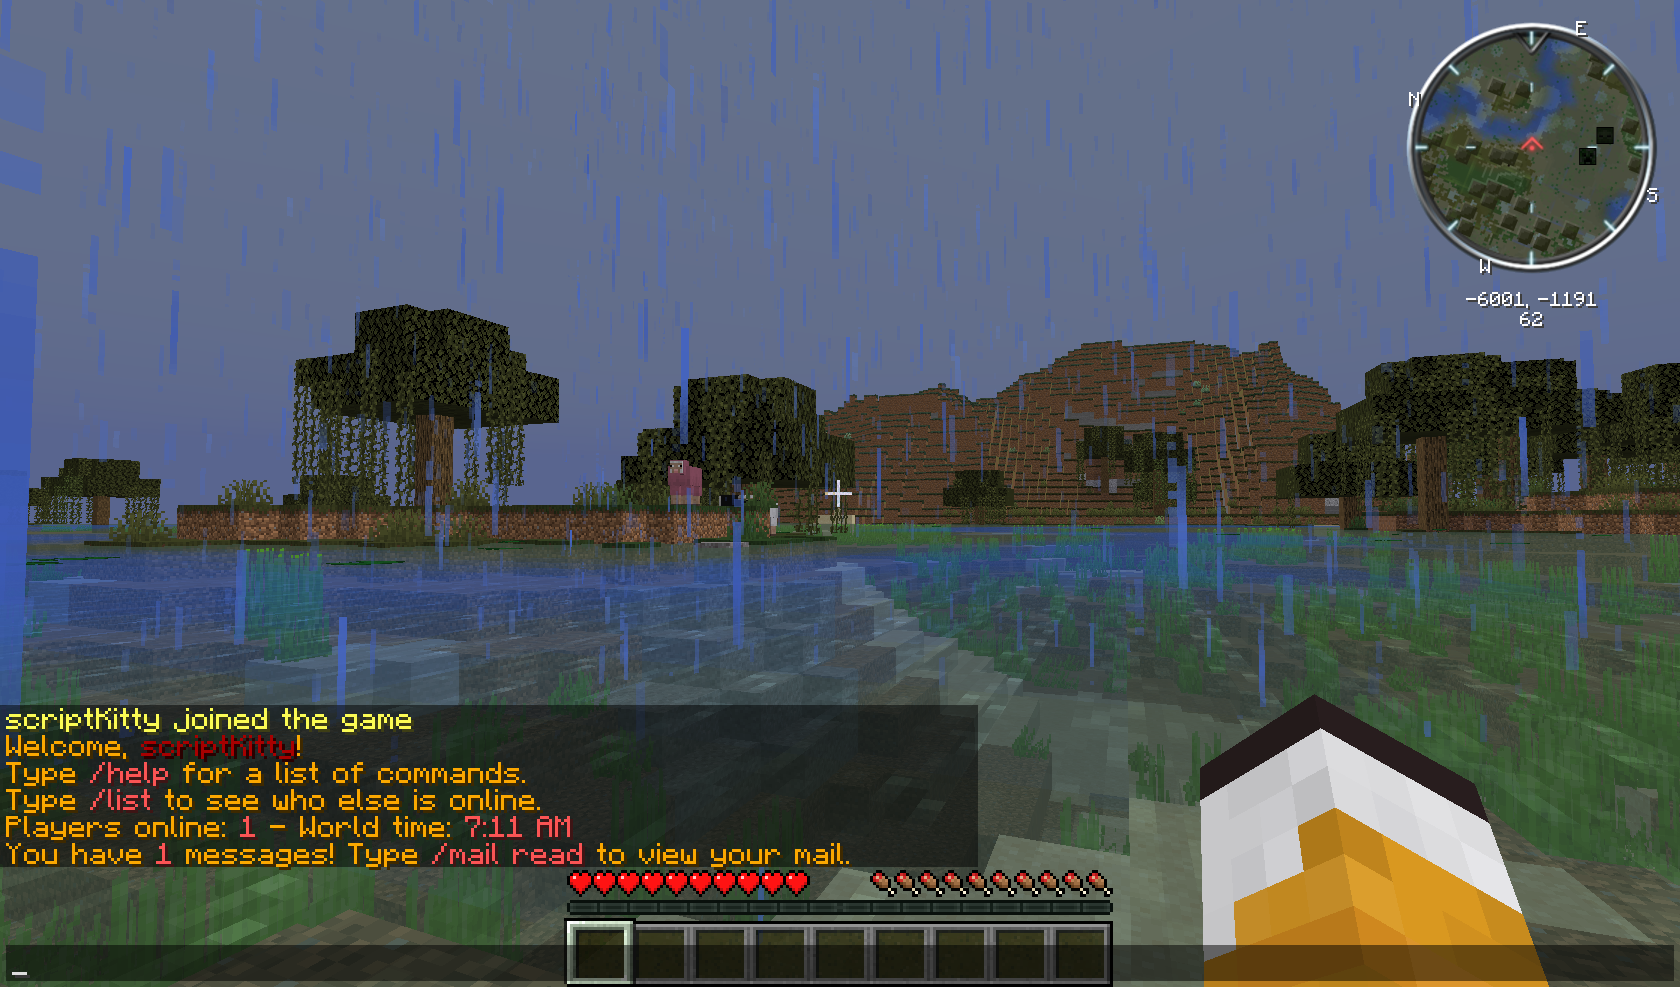 E
N
S
W
-6001, -1191
62
scriptKitty joined the game
Welcome, scriptKitty!
Type /help for a list of commands.
Type /list to see who else is online.
Players online: 1 - World time: 7:11 AM
You have 1 messages! Type /mail read to view your mail.
_